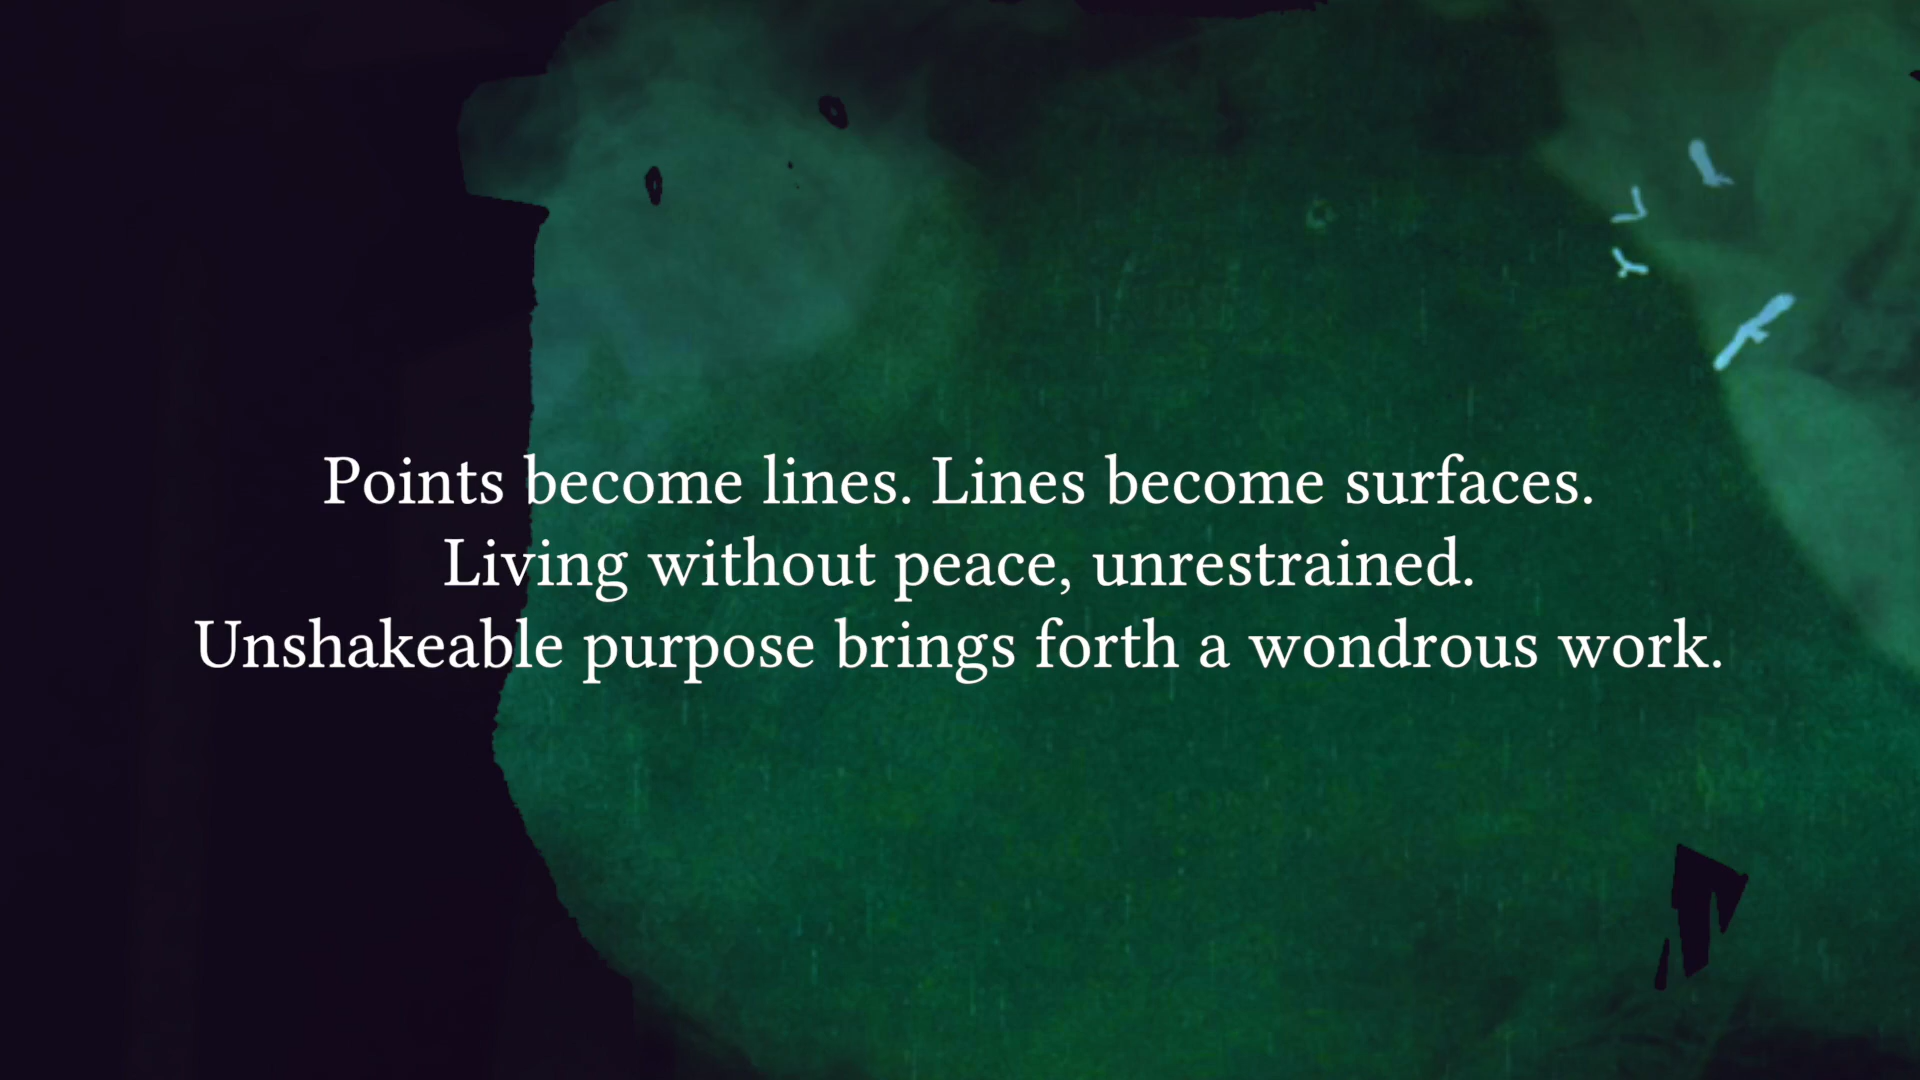 Points become lines. Lines become surfaces.
Living without peace, unrestrained.
Unshakeable purpose brings forth a wondrous work.